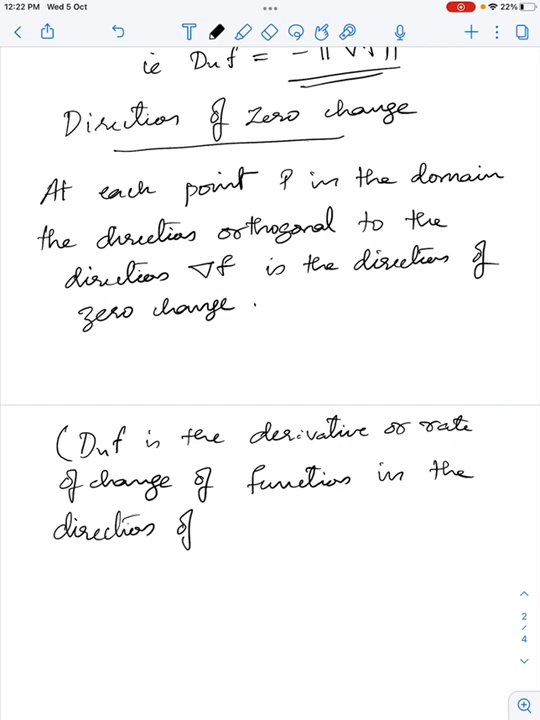 12:22 PM Wed 5 Oct
22%
ie Duf = - || ∇f ||
Direction of zero change
At each point P in the domain
the direction orthogonal to the
direction ∇f is the direction of
zero change.
(Duf is the derivative or rate
of change of function in the
direction of
2
/
4